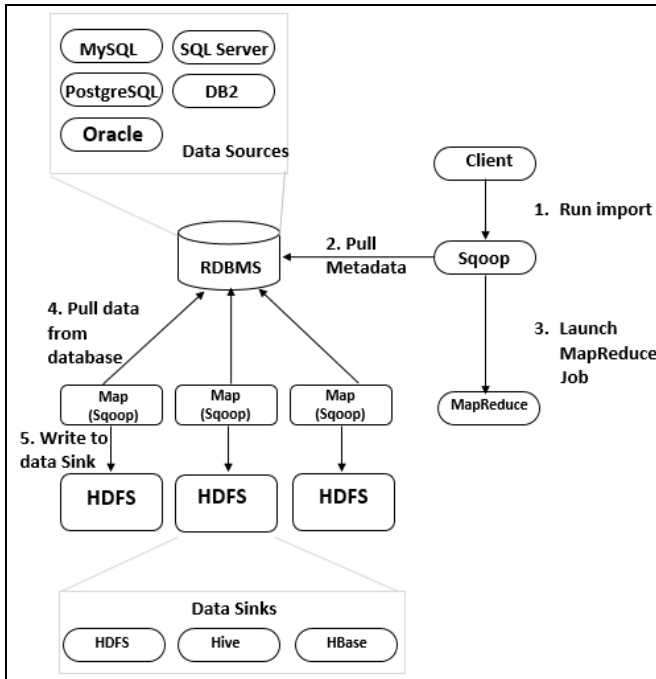 MySQL
SQL Server
PostgreSQL
DB2
Oracle
Data Sources
Client
1. Run import
2. Pull
Metadata
Sqoop
RDBMS
3. Launch
MapReduce
Job
4. Pull data
from
database
MapReduce
Map
(Sqoop)
Map
(Sqoop)
Map
(Sqoop)
5. Write to
data Sink
HDFS
HDFS
HDFS
Data Sinks
HDFS
Hive
HBase